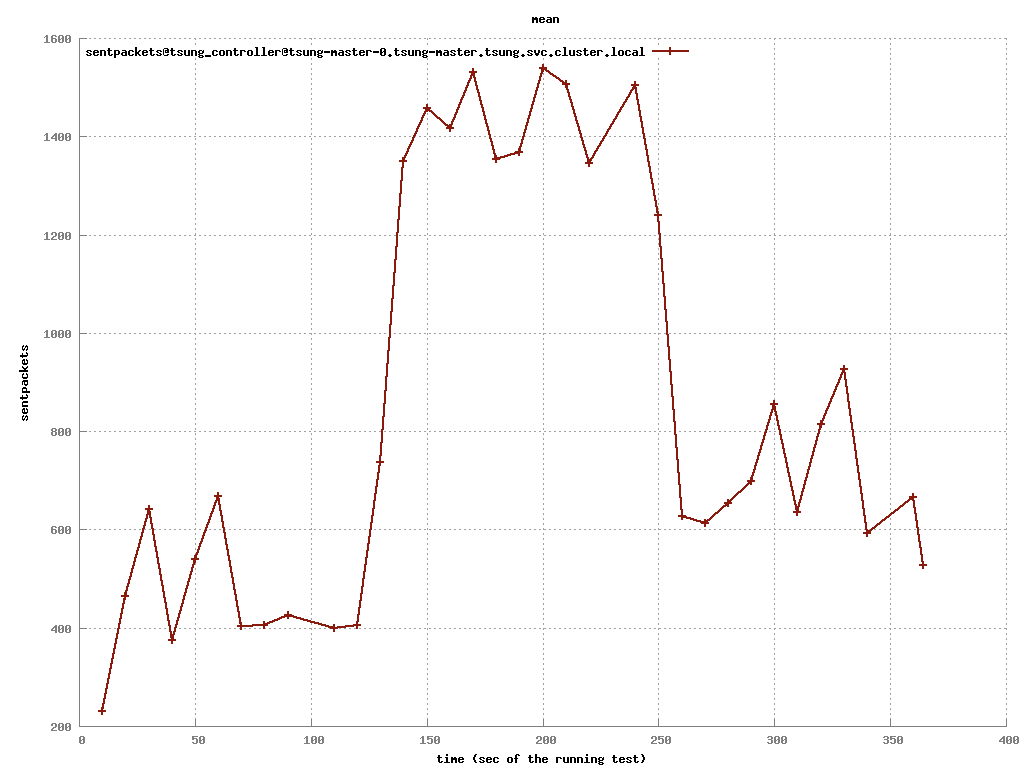 mean
sentpackets@tsung_controller@tsung-master-0.tsung-master.tsung.svc.cluster.local
1600
1400
1200
1000
800
600
400
200
sentpackets
0 50 100 150 200 250 300 350 400
time (sec of the running test)